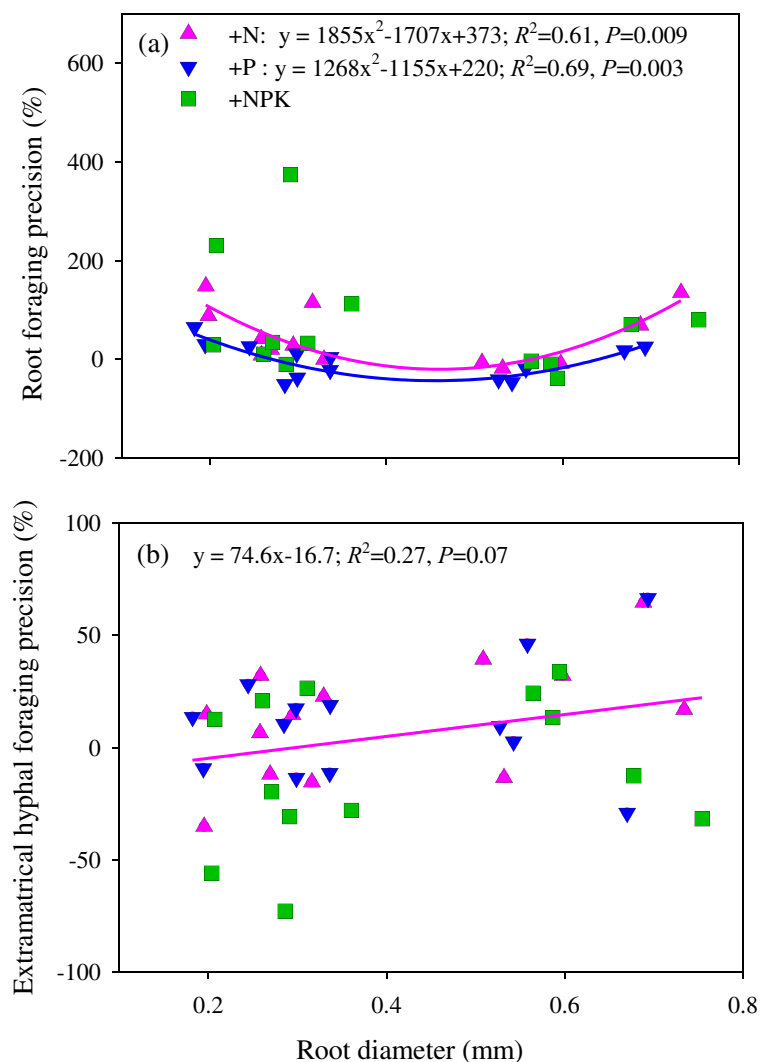 (a)
+N: y = 1855x²-1707x+373; R²=0.61, P=0.009
+P : y = 1268x²-1155x+220; R²=0.69, P=0.003
+NPK
600
400
200
0
-200
Root foraging precision (%)
(b)
y = 74.6x-16.7; R²=0.27, P=0.07
100
50
0
-50
-100
Extramatrical hyphal foraging precision (%)
0.2 0.4 0.6 0.8
Root diameter (mm)